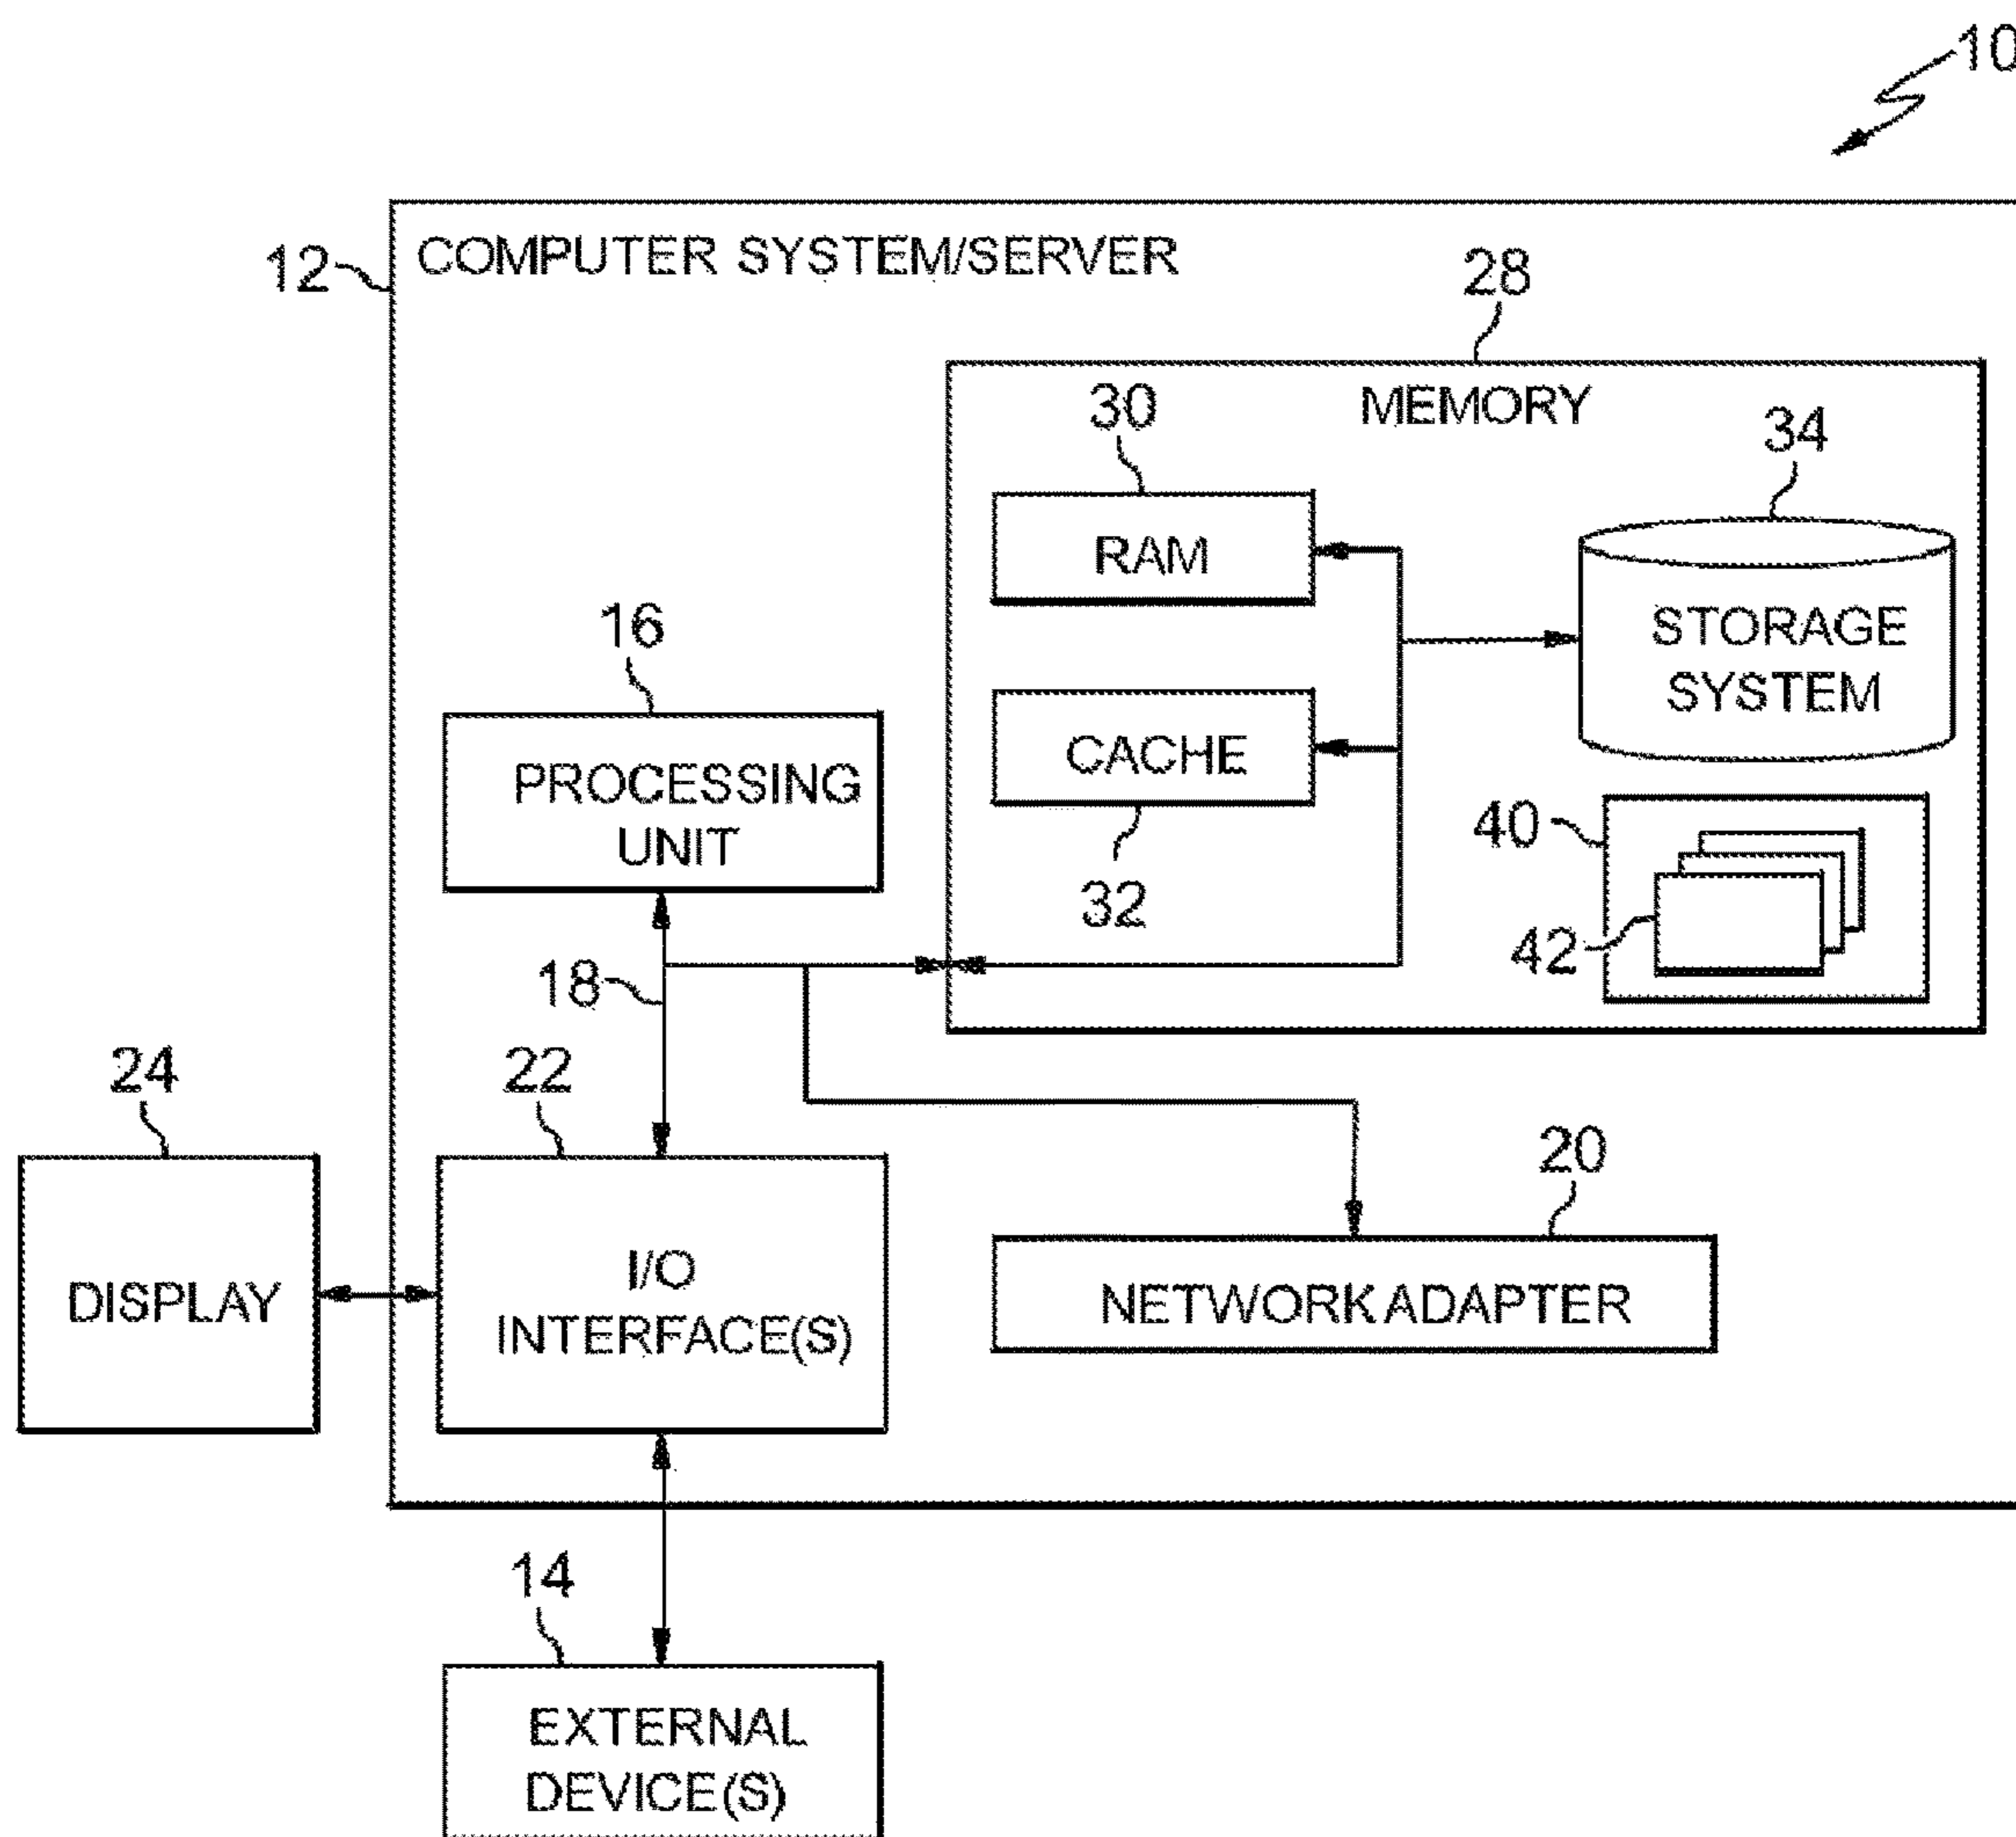 10
12
COMPUTER SYSTEM/SERVER
28
MEMORY
30
34
RAM
STORAGE
SYSTEM
16
CACHE
PROCESSING
UNIT
32
40
42
18
24
22
20
DISPLAY
I/O
INTERFACE(S)
NETWORK ADAPTER
14
EXTERNAL
DEVICE(S)